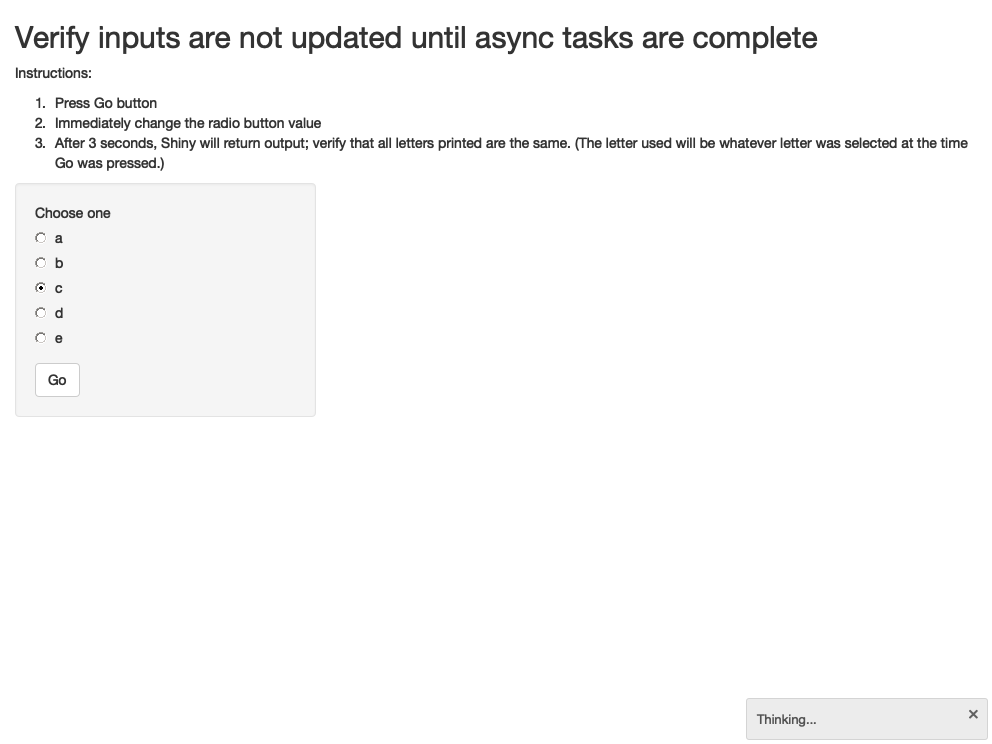 Verify inputs are not updated until async tasks are complete
Instructions:
1. Press Go button
2. Immediately change the radio button value
3. After 3 seconds, Shiny will return output; verify that all letters printed are the same. (The letter used will be whatever letter was selected at the time
Go was pressed.)
Choose one
a
b
c
d
e
Go
Thinking...
×